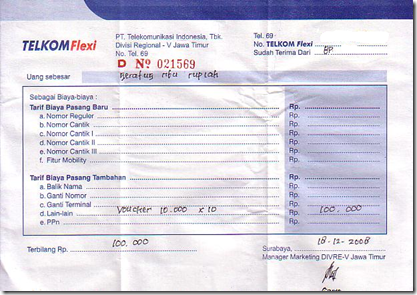 TELKOMFlexi
PT. Telekomunikasi Indonesia, Tbk.
Divisi Regional - V Jawa Timur
No. Tel. 69
D No 021569
Tel. 69
No. TELKOM Flexi
Sudah Terima Dari BP
Uang sebesar Seratus ribu rupiah
Sebagai Biaya-biaya :
Tarif Biaya Pasang Baru Rp.
a. Nomor Reguler Rp.
b. Nomor Cantik Rp.
c. Nomor Cantik I Rp.
d. Nomor Cantik II Rp.
e. Nomor Cantik III Rp.
f. Fitur Mobility Rp.
Tarif Biaya Pasang Tambahan Rp.
a. Balik Nama Rp.
b. Ganti Nomor Rp.
c. Ganti Terminal Rp.
d. Lain-lain Voucher 10.000 x 10 Rp. 100.000
e. PPn Rp.
Terbilang Rp. 100.000
Surabaya, 18-12-2008
Manager Marketing DIVRE-V Jawa Timur